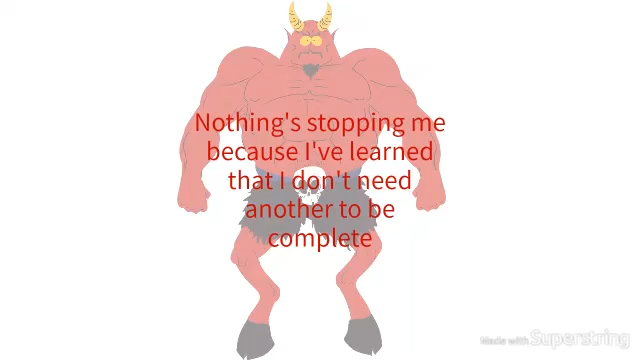 Nothing's stopping me
because I've learned
that I don't need
another to be
complete
Made with Superstring